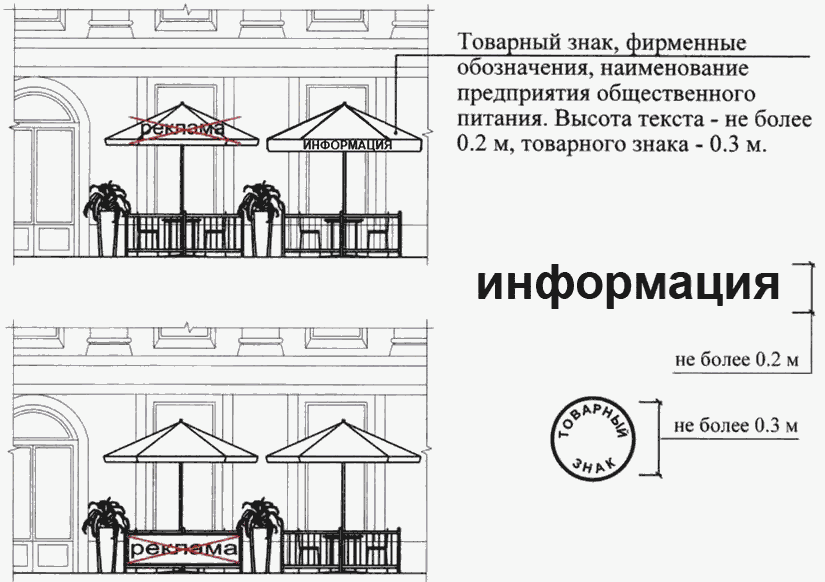 Товарный знак, фирменные
обозначения, наименование
предприятия общественного
питания. Высота текста - не более
0.2 м, товарного знака - 0.3 м.
реклама
ИНФОРМАЦИЯ
информация
не более 0.2 м
ТОВАРНЫЙ
ЗНАК
не более 0.3 м
реклама